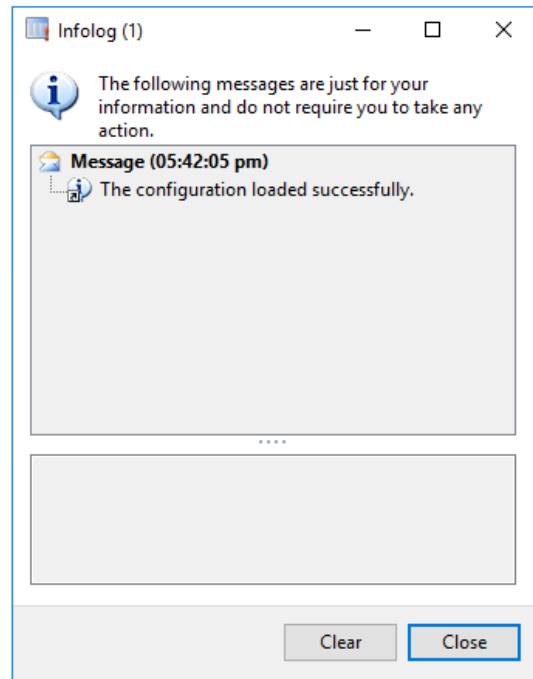 Infolog (1)
The following messages are just for your
information and do not require you to take any
action.
Message (05:42:05 pm)
The configuration loaded successfully.
Clear
Close